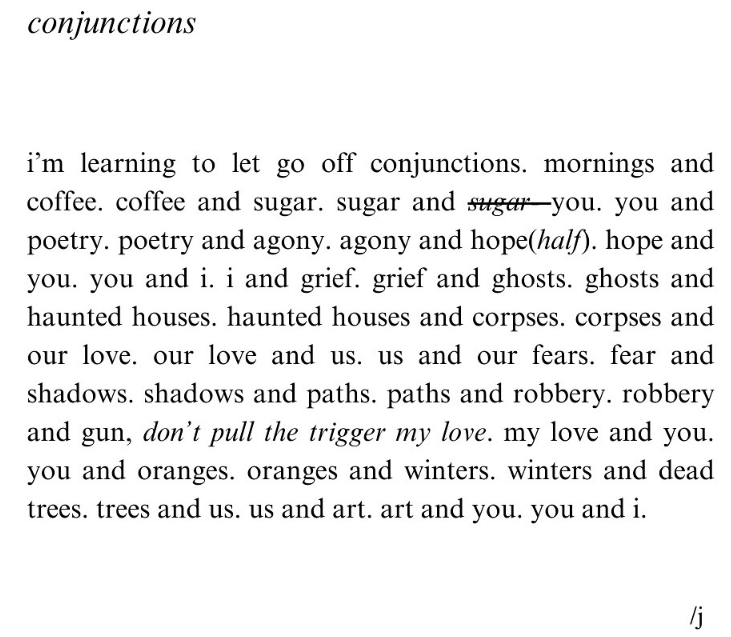 conjunctions
i’m learning to let go off conjunctions. mornings and
coffee. coffee and sugar. sugar and sugar you. you and
poetry. poetry and agony. agony and hope(half). hope and
you. you and i. i and grief. grief and ghosts. ghosts and
haunted houses. haunted houses and corpses. corpses and
our love. our love and us. us and our fears. fear and
shadows. shadows and paths. paths and robbery. robbery
and gun, don’t pull the trigger my love. my love and you.
you and oranges. oranges and winters. winters and dead
trees. trees and us. us and art. art and you. you and i.
/j